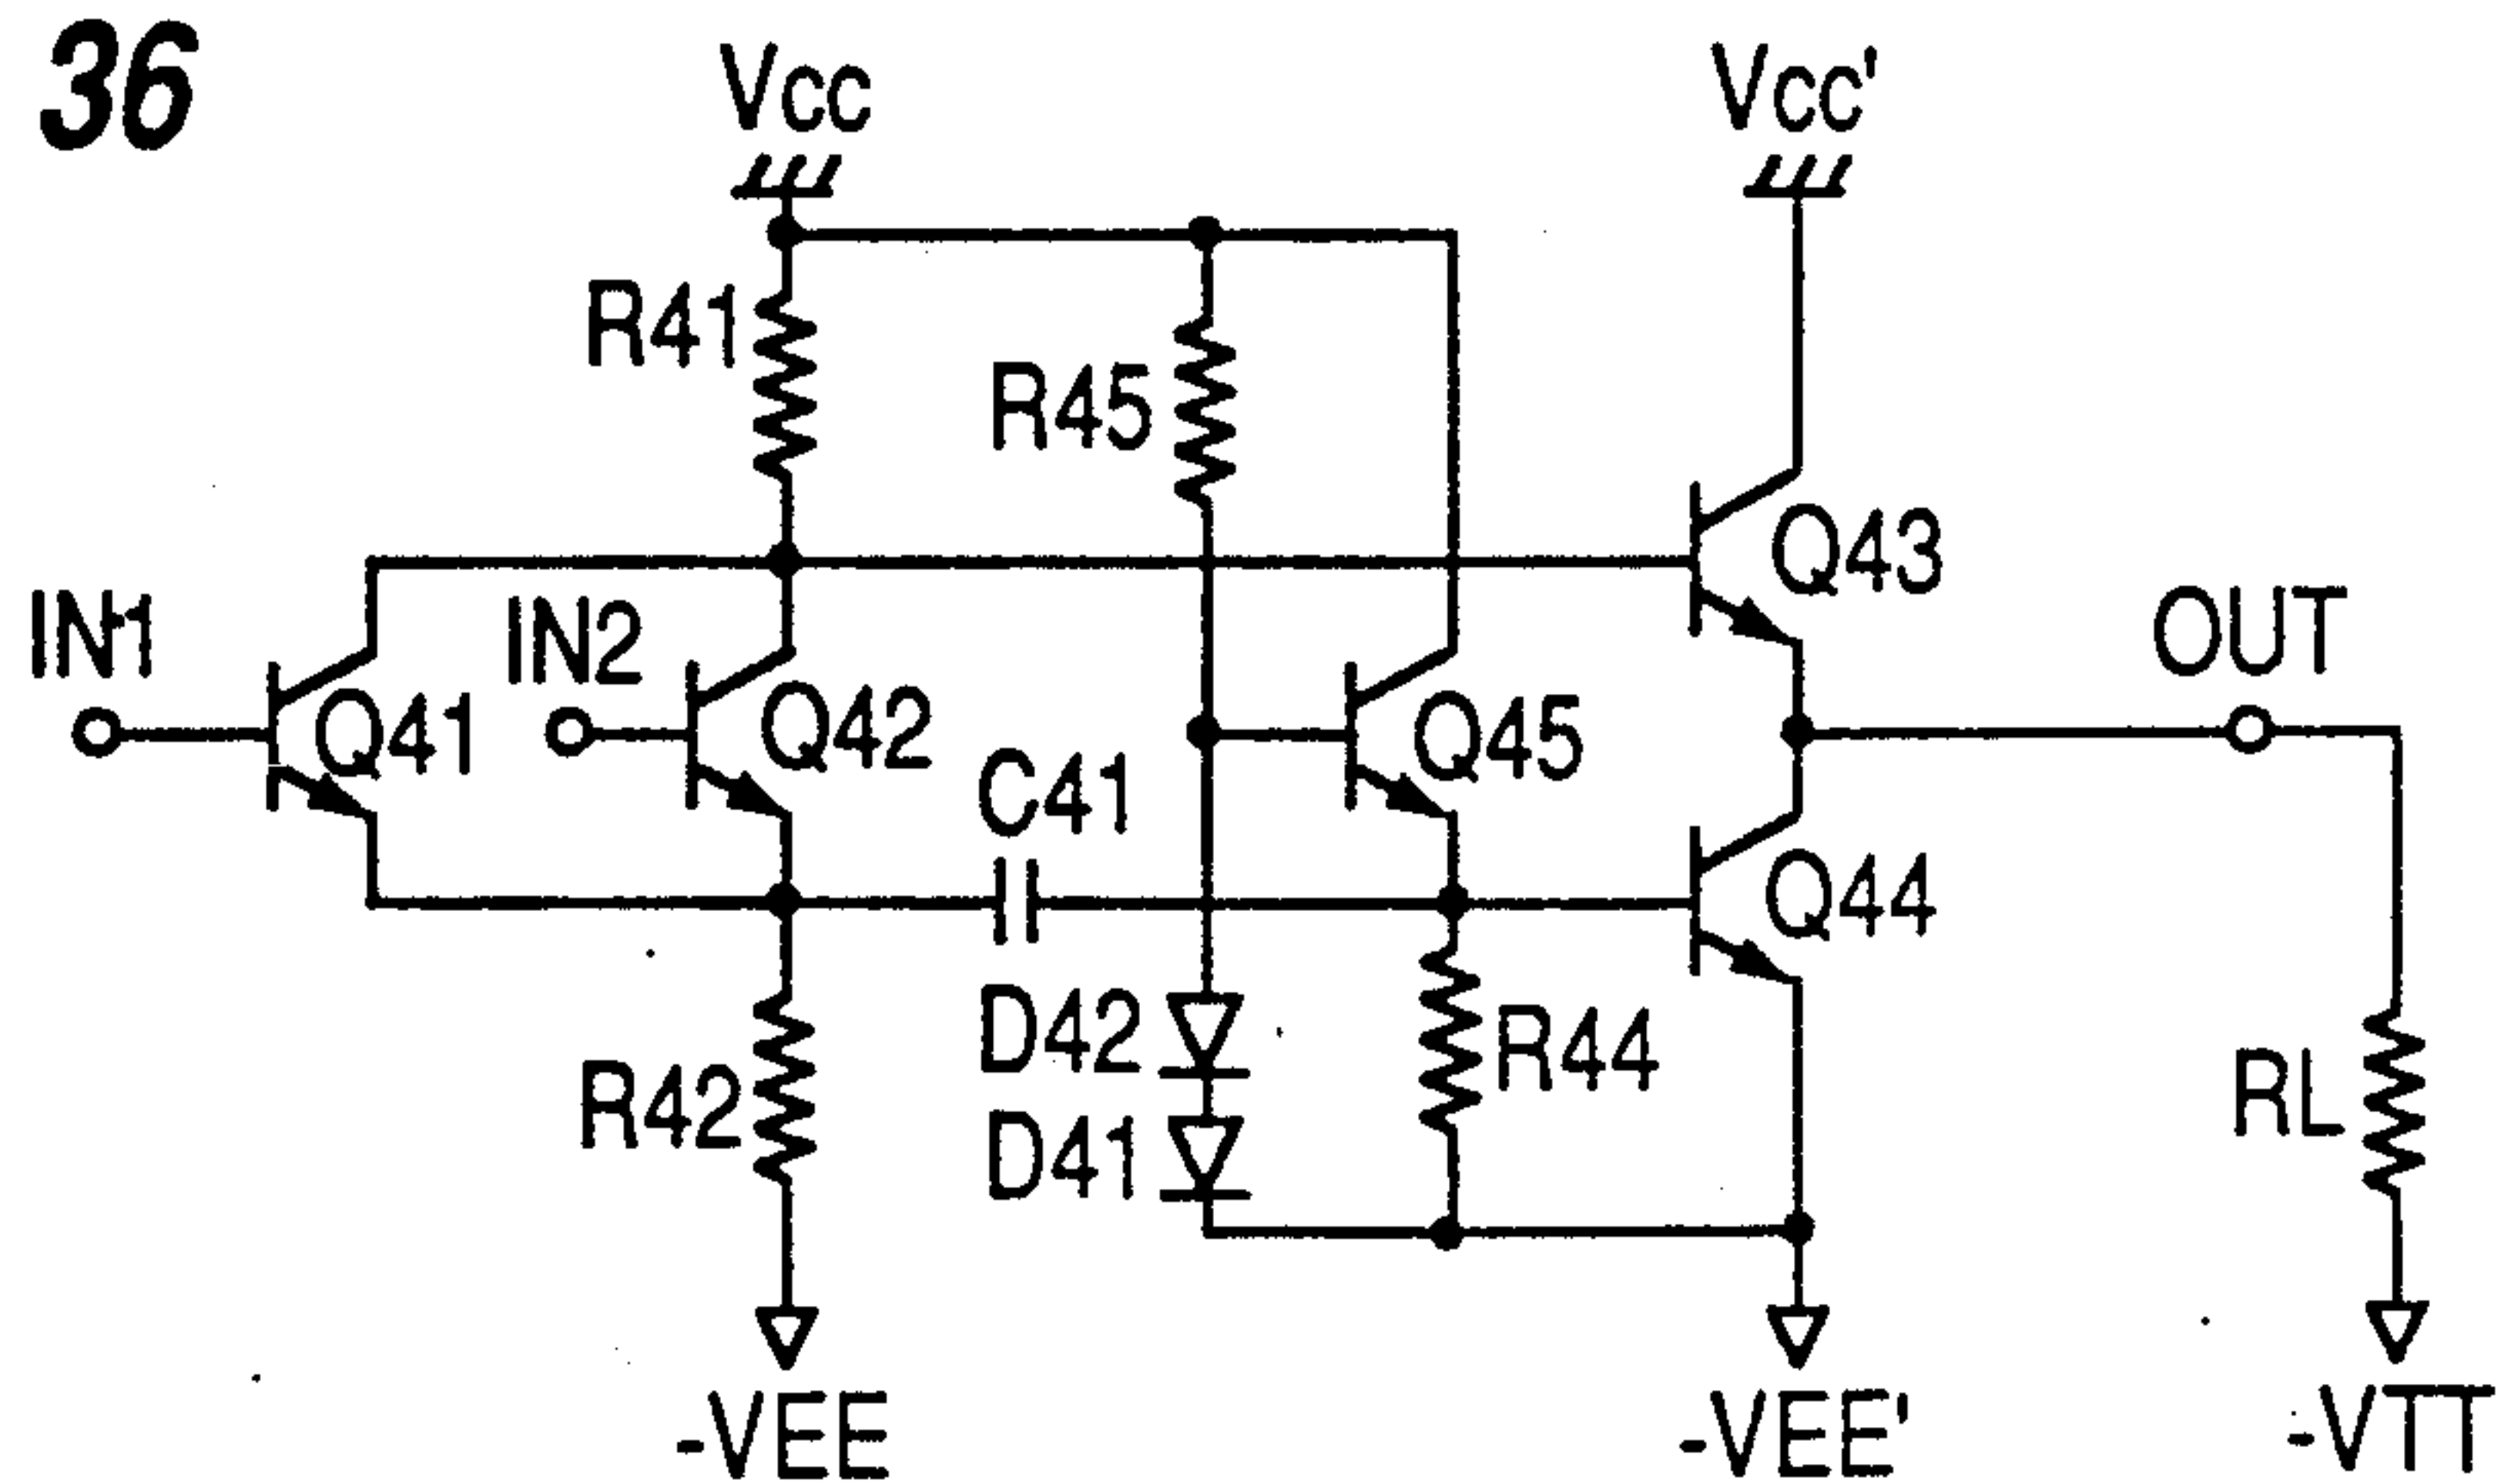 36
Vcc
Vcc'
R41
R45
Q43
IN1
IN2
OUT
Q41
Q42
Q45
C41
Q44
D42
R44
R42
D41
RL
-VEE
-VEE'
-VTT